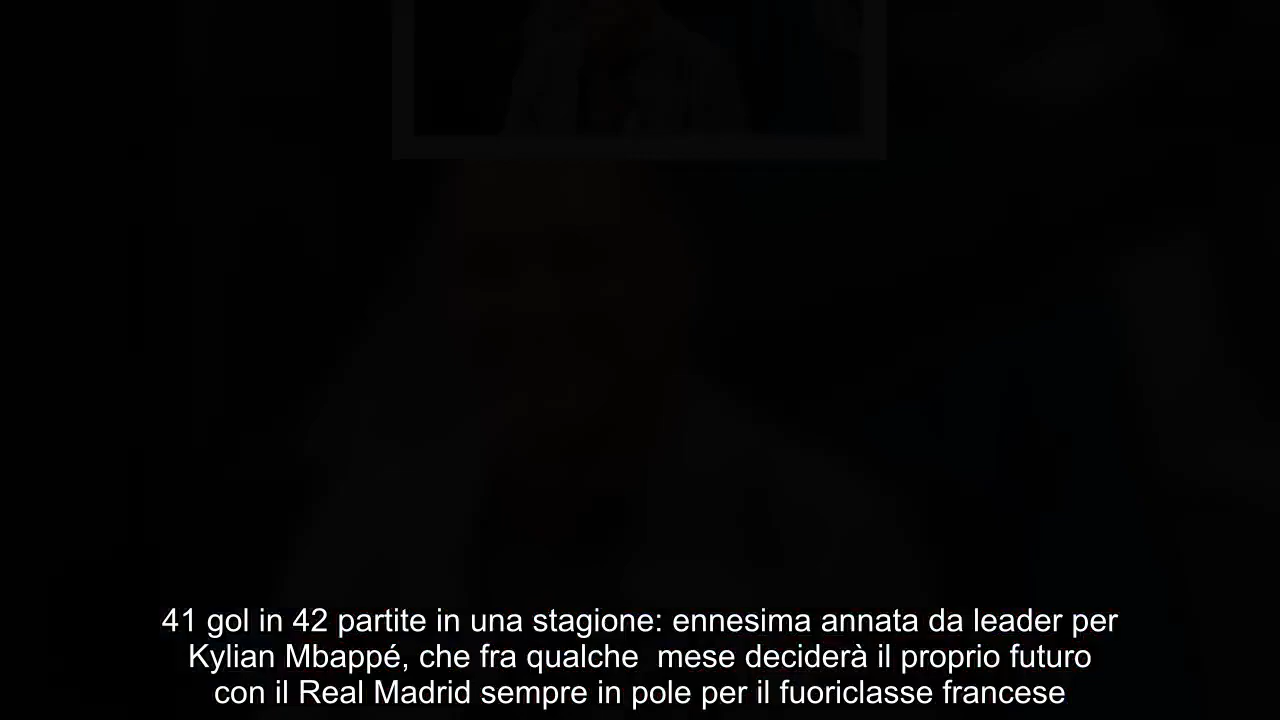 41 gol in 42 partite in una stagione: ennesima annata da leader per
Kylian Mbappé, che fra qualche  mese deciderà il proprio futuro
con il Real Madrid sempre in pole per il fuoriclasse francese